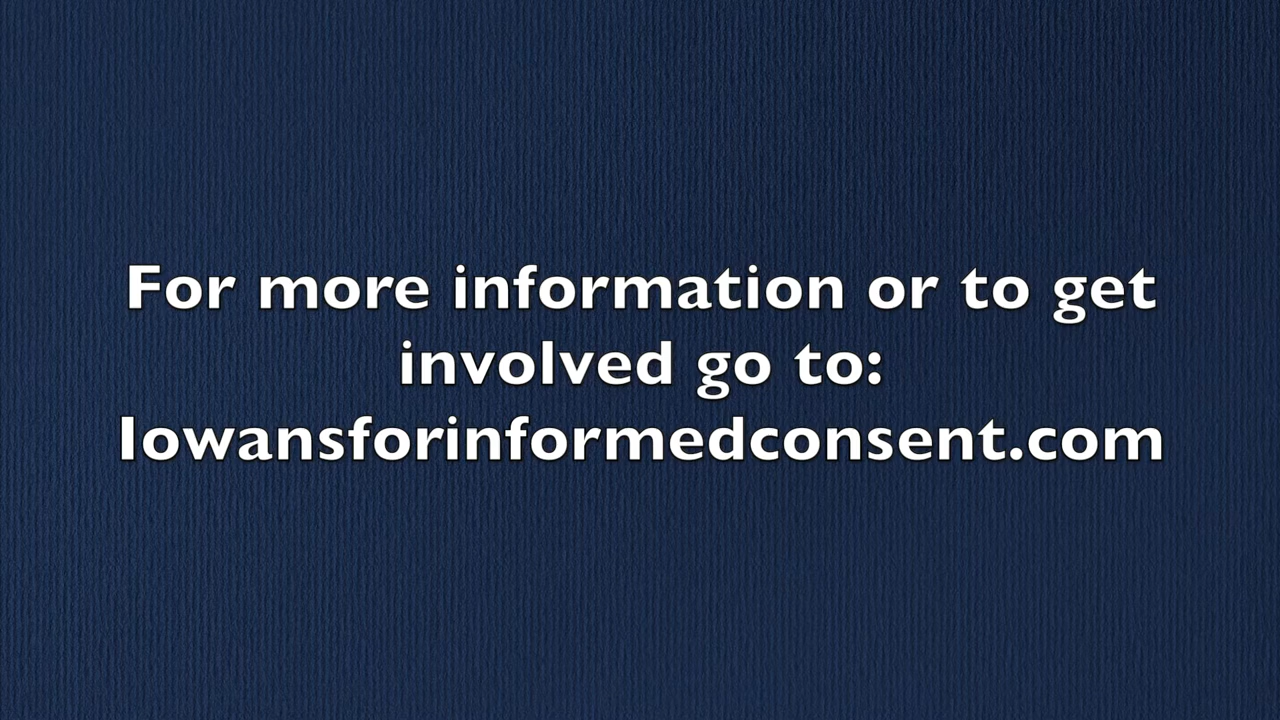 For more information or to get
involved go to:
Iowansforinformedconsent.com